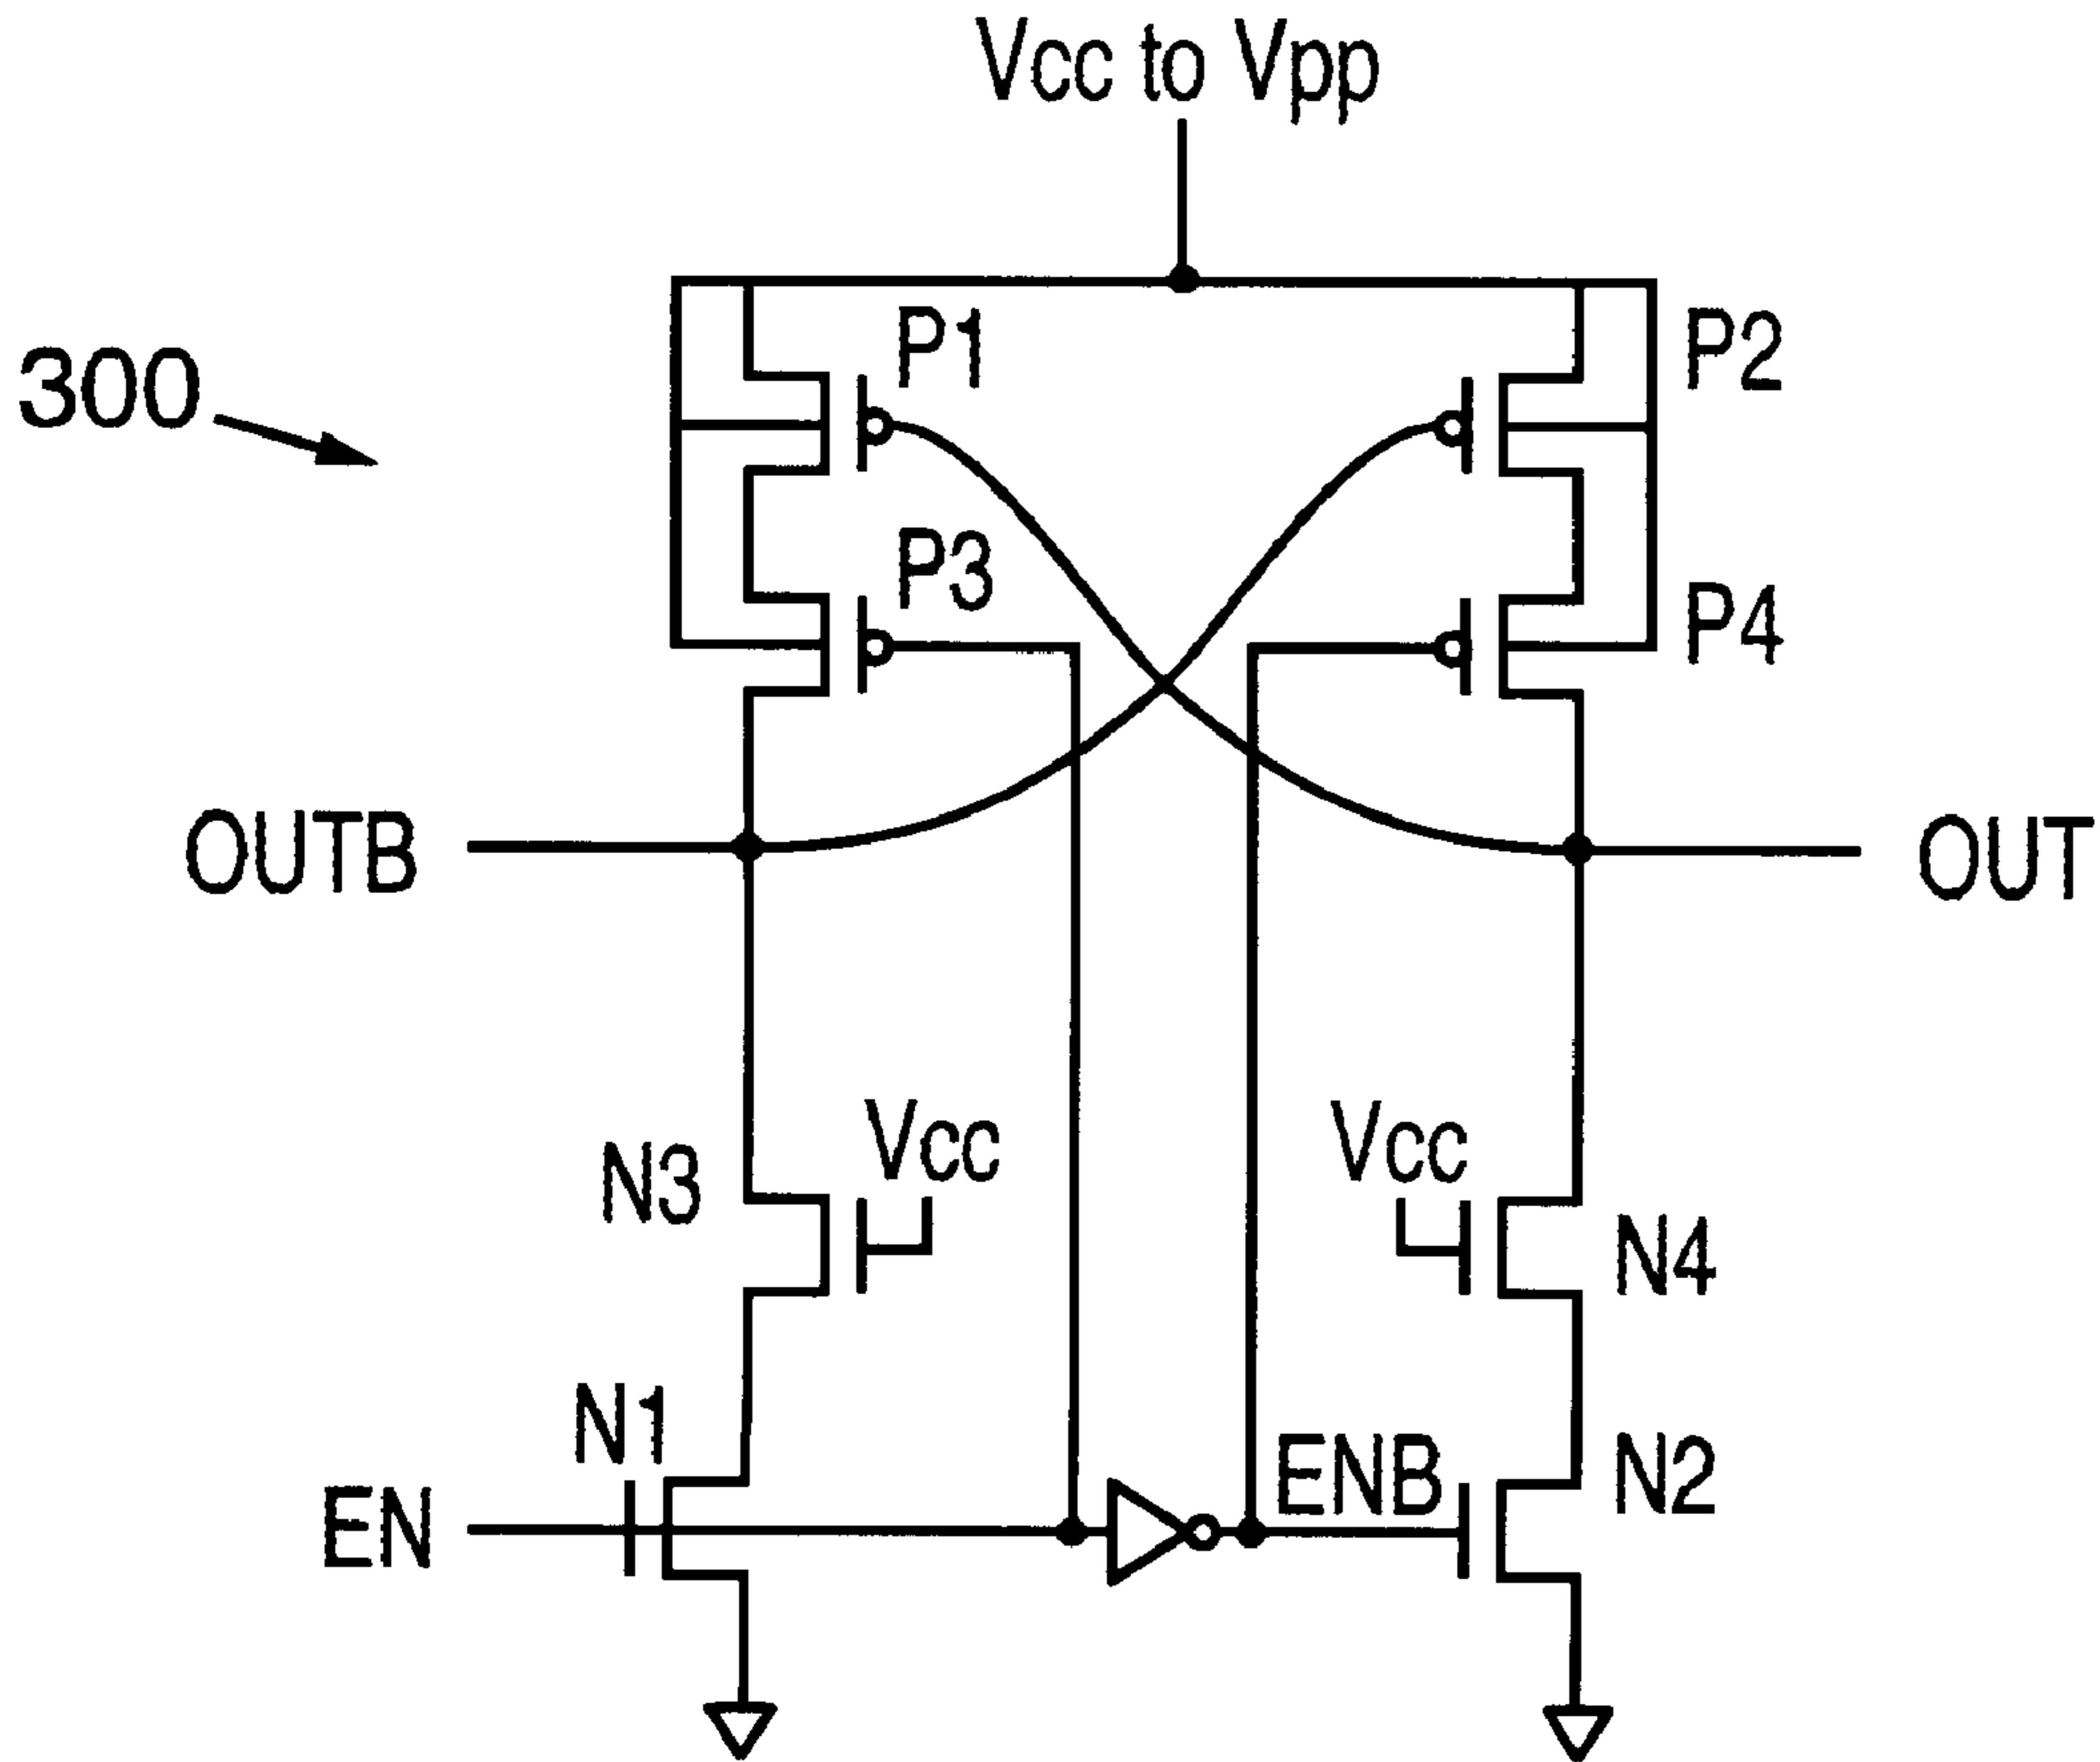 Vcc to Vpp
300
P1
P2
P3
P4
OUTB
OUT
N3
Vcc
Vcc
N4
N1
EN
ENB
N2